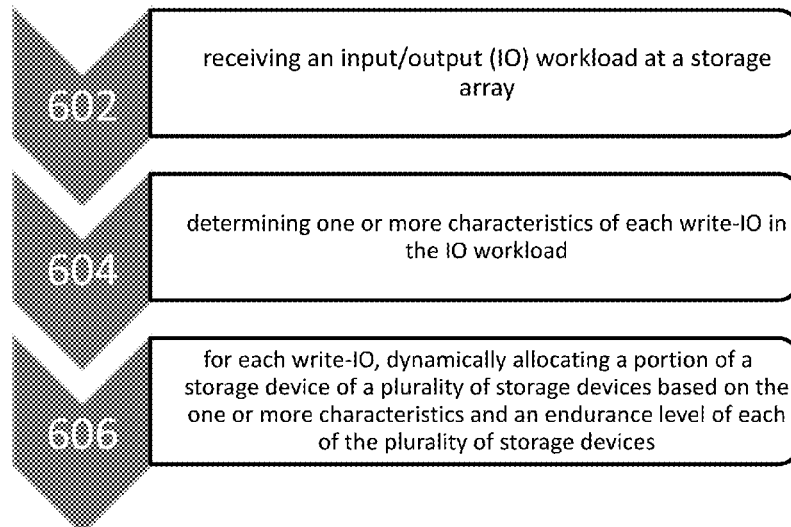 602
receiving an input/output (IO) workload at a storage
array
604
determining one or more characteristics of each write-IO in
the IO workload
606
for each write-IO, dynamically allocating a portion of a
storage device of a plurality of storage devices based on the
one or more characteristics and an endurance level of each
of the plurality of storage devices